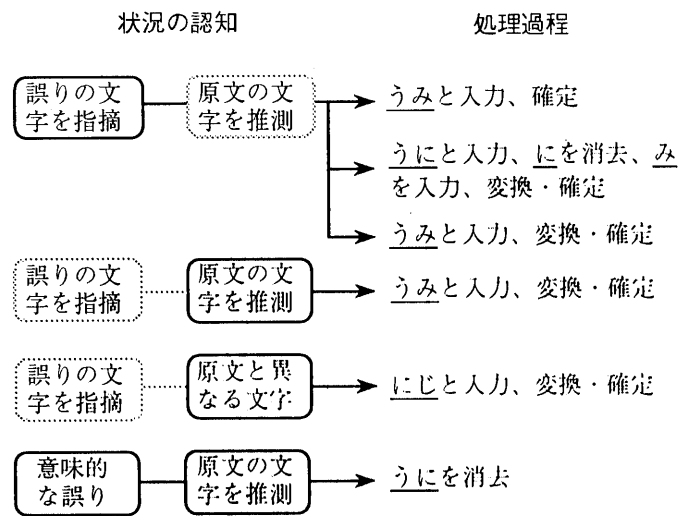 状況の認知
処理過程
誤りの文
字を指摘
原文の文
字を推測
うみと入力、確定
うにと入力、にを消去、み
を入力、変換・確定
うみと入力、変換・確定
誤りの文
字を指摘
原文の文
字を推測
うみと入力、変換・確定
誤りの文
字を指摘
原文と異
なる文字
にじと入力、変換・確定
意味的
な誤り
原文の文
字を推測
うにを消去